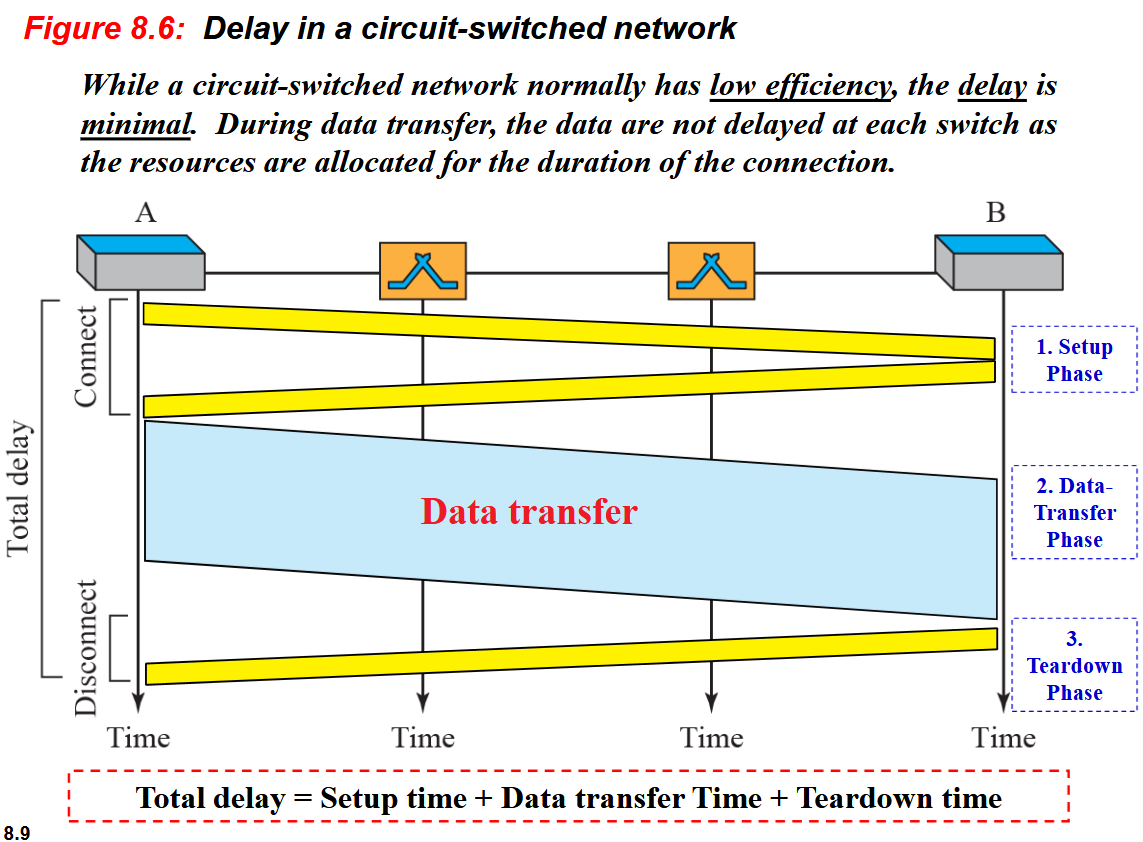 Figure 8.6: Delay in a circuit-switched network
While a circuit-switched network normally has low efficiency, the delay is
minimal. During data transfer, the data are not delayed at each switch as
the resources are allocated for the duration of the connection.
A
B
Connect
1. Setup
Phase
Total delay
Data transfer
2. Data-
Transfer
Phase
Disconnect
3.
Teardown
Phase
Time
Time
Time
Time
Total delay = Setup time + Data transfer Time + Teardown time
8.9